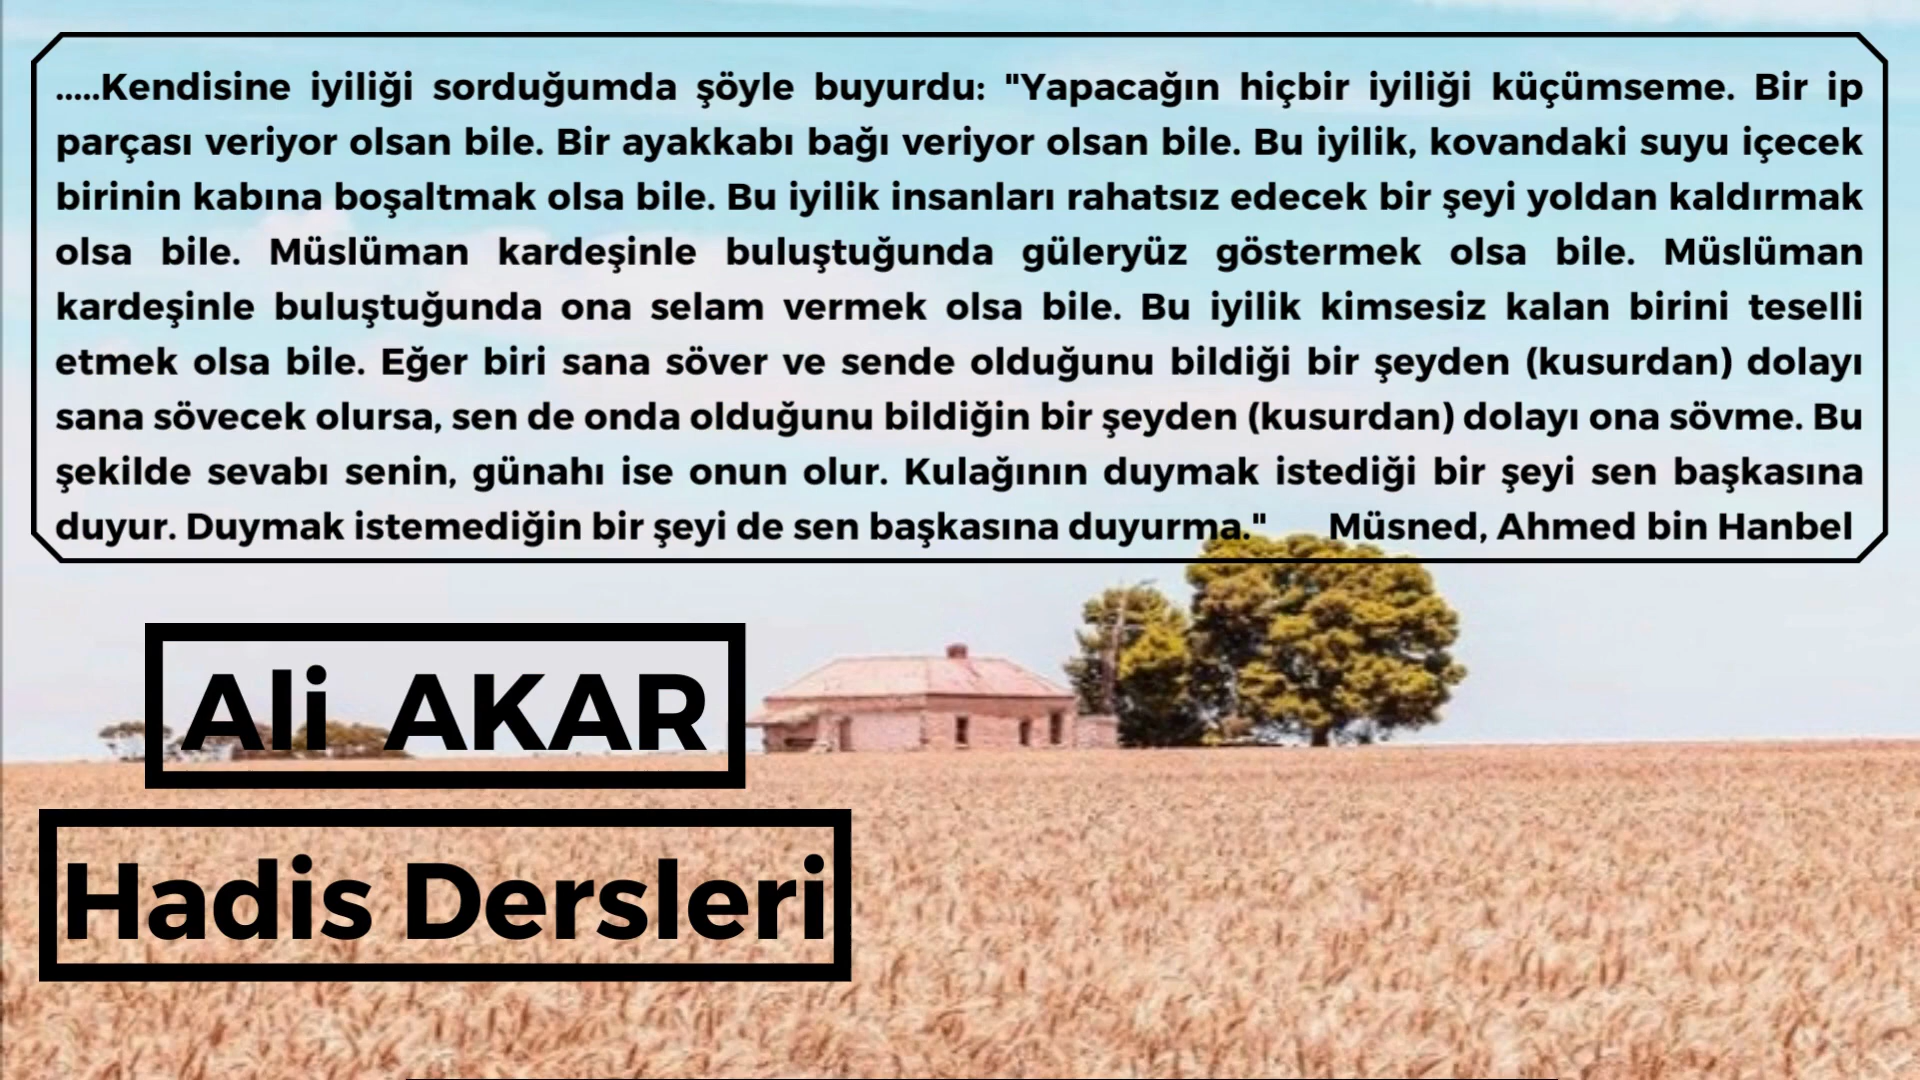 .....Kendisine iyiliği sorduğumda şöyle buyurdu: "Yapacağın hiçbir iyiliği küçümseme. Bir ip
parçası veriyor olsan bile. Bir ayakkabı bağı veriyor olsan bile. Bu iyilik, kovandaki suyu içecek
birinin kabına boşaltmak olsa bile. Bu iyilik insanları rahatsız edecek bir şeyi yoldan kaldırmak
olsa bile. Müslüman kardeşinle buluştuğunda güleryüz göstermek olsa bile. Müslüman
kardeşinle buluştuğunda ona selam vermek olsa bile. Bu iyilik kimsesiz kalan birini teselli
etmek olsa bile. Eğer biri sana söver ve sende olduğunu bildiği bir şeyden (kusurdan) dolayı
sana sövecek olursa, sen de onda olduğunu bildiğin bir şeyden (kusurdan) dolayı ona sövme. Bu
şekilde sevabı senin, günahı ise onun olur. Kulağının duymak istediği bir şeyi sen başkasına
duyur. Duymak istemediğin bir şeyi de sen başkasına duyurma." Müsned, Ahmed bin Hanbel
Ali AKAR
Hadis Dersleri